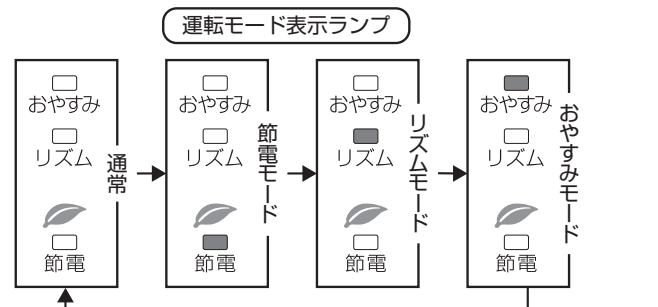 運転モード表示ランプ
おやすみ
リズム
節電
通常
おやすみ
リズム
節電
節電モード
おやすみ
リズム
節電
リズムモード
おやすみ
リズム
節電
おやすみモード